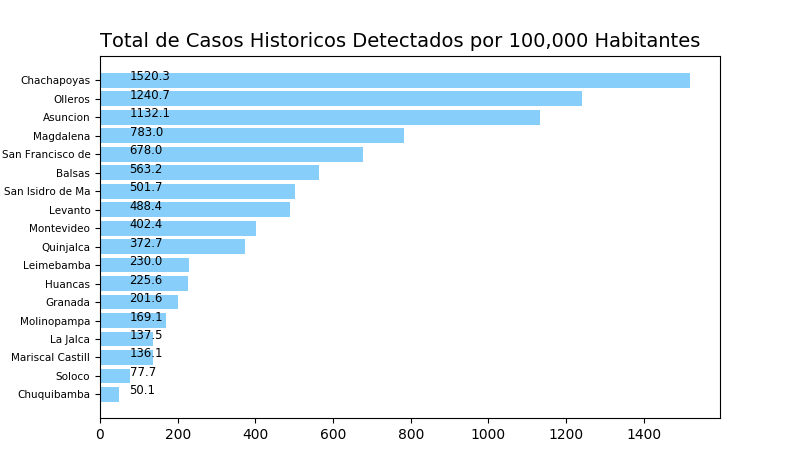 Total de Casos Historicos Detectados por 100,000 Habitantes
Chachapoyas 1520.3
Olleros 1240.7
Asuncion 1132.1
Magdalena 783.0
San Francisco de 678.0
Balsas 563.2
San Isidro de Ma 501.7
Levanto 488.4
Montevideo 402.4
Quinjalca 372.7
Leimebamba 230.0
Huancas 225.6
Granada 201.6
Molinopampa 169.1
La Jalca 137.5
Mariscal Castill 136.1
Soloco 77.7
Chuquibamba 50.1
0 200 400 600 800 1000 1200 1400